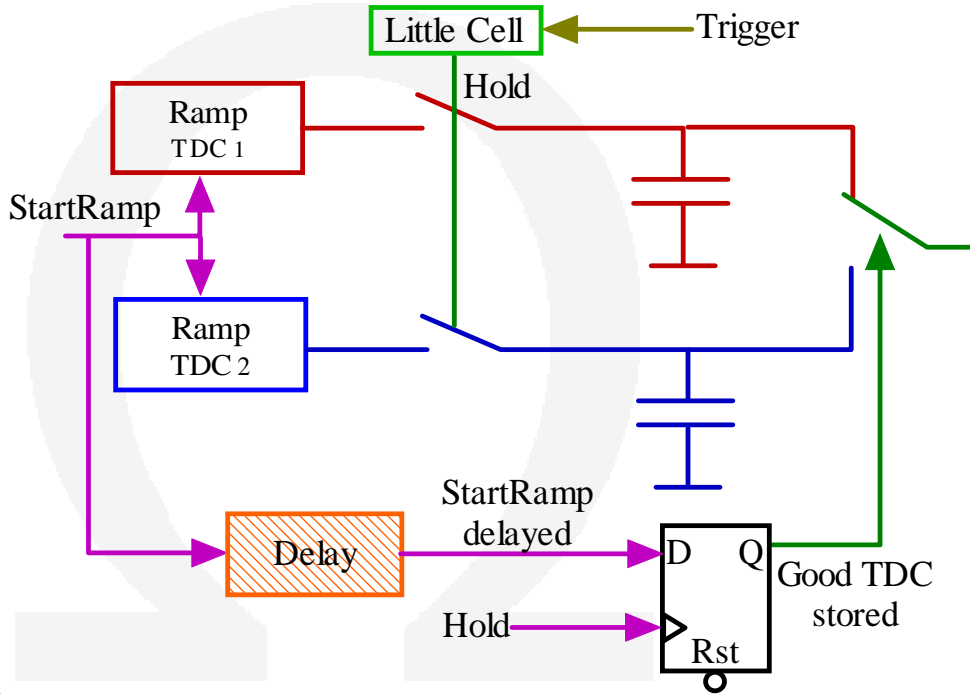 Little Cell
Trigger
Hold
Ramp
TDC 1
StartRamp
Ramp
TDC 2
StartRamp
delayed
Delay
D
Q
Good TDC
stored
Hold
Rst